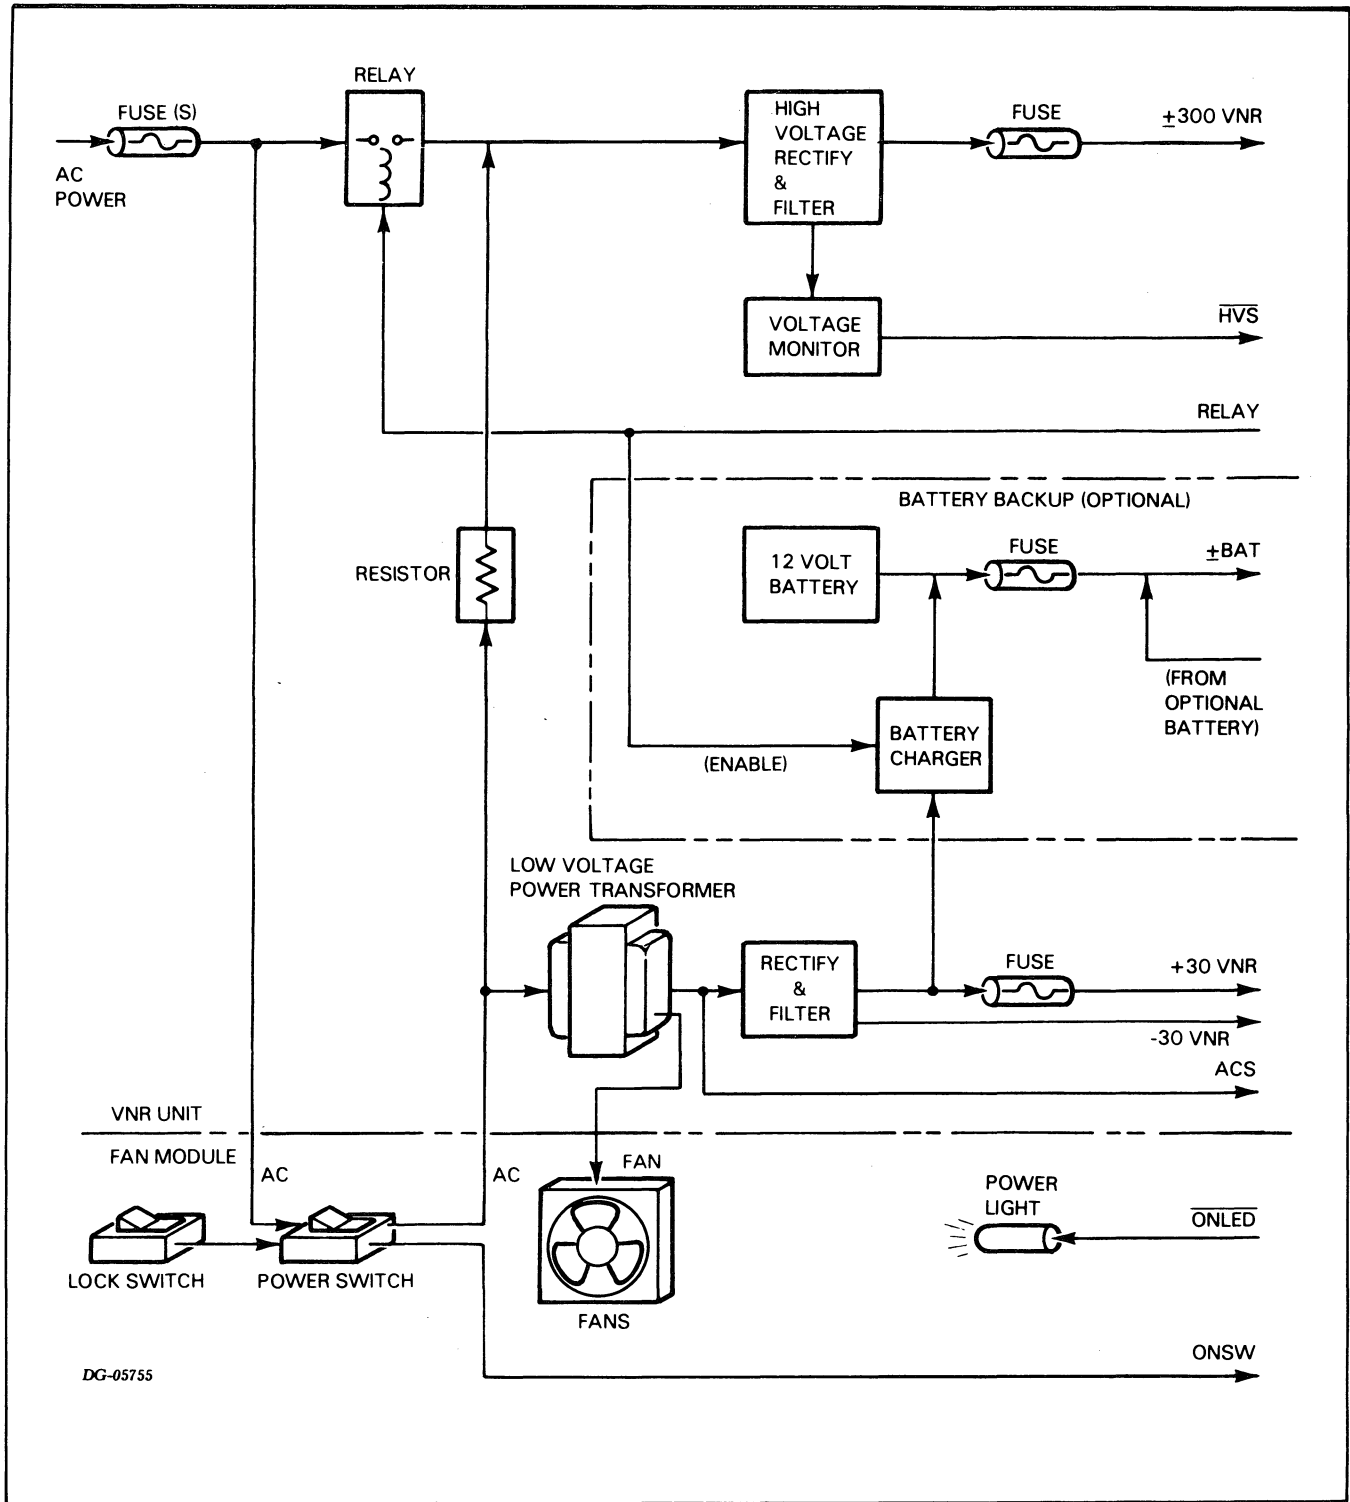 RELAY
FUSE (S)
HIGH
VOLTAGE
RECTIFY
&
FILTER
FUSE
±300 VNR
AC
POWER
VOLTAGE
MONITOR
HVS
RELAY
BATTERY BACKUP (OPTIONAL)
RESISTOR
12 VOLT
BATTERY
FUSE
±BAT
(FROM
OPTIONAL
BATTERY)
BATTERY
CHARGER
(ENABLE)
LOW VOLTAGE
POWER TRANSFORMER
RECTIFY
&
FILTER
FUSE
+30 VNR
-30 VNR
ACS
VNR UNIT
FAN MODULE
AC
AC
FAN
POWER
LIGHT
ONLED
LOCK SWITCH
POWER SWITCH
FANS
ONSW
DG-05755